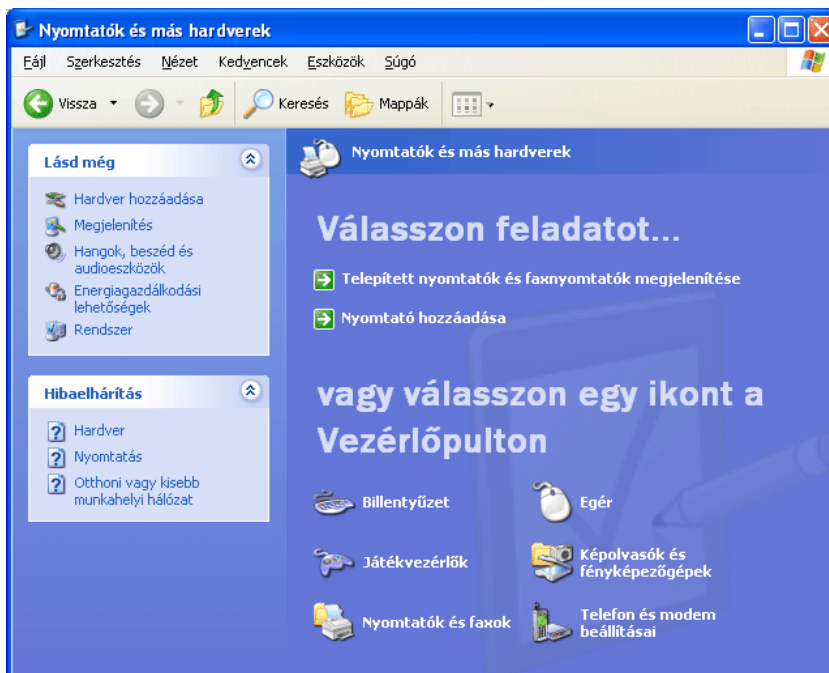 Nyomtatók és más hardverek
Fájl Szerkesztés Nézet Kedvencek Eszközök Súgó
Vissza Keresés Mappák
Lásd még
Hardver hozzáadása
Megjelenítés
Hangok, beszéd és
audioeszközök
Energiagazdálkodási
lehetőségek
Rendszer
Hibaelhárítás
Hardver
Nyomtatás
Otthoni vagy kisebb
munkahelyi hálózat
Nyomtatók és más hardverek
Válasszon feladatot...
Telepített nyomtatók és faxnyomtatók megjelenítése
Nyomtató hozzáadása
vagy válasszon egy ikont a
Vezérlőpulton
Billentyűzet
Egér
Játékvezérlők
Képolvasók és
fényképezőgépek
Nyomtatók és faxok
Telefon és modem
beállításai